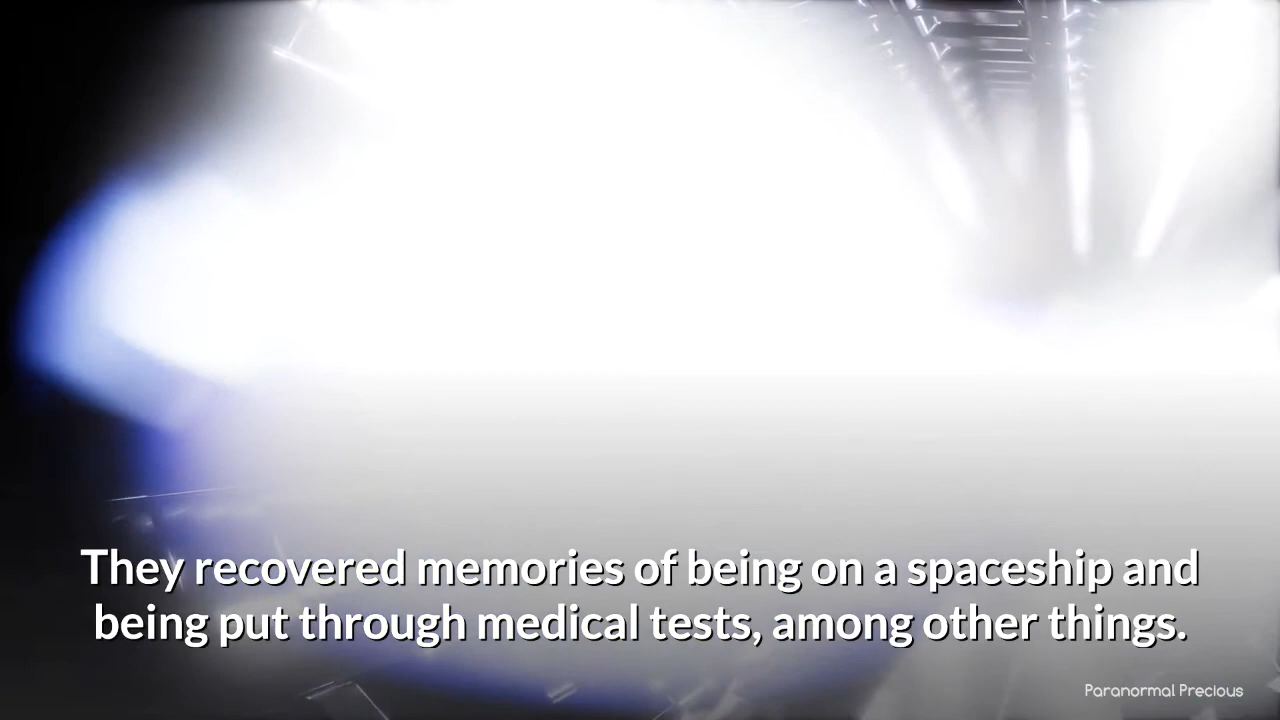 They recovered memories of being on a spaceship and
being put through medical tests, among other things.
Paranormal Precious